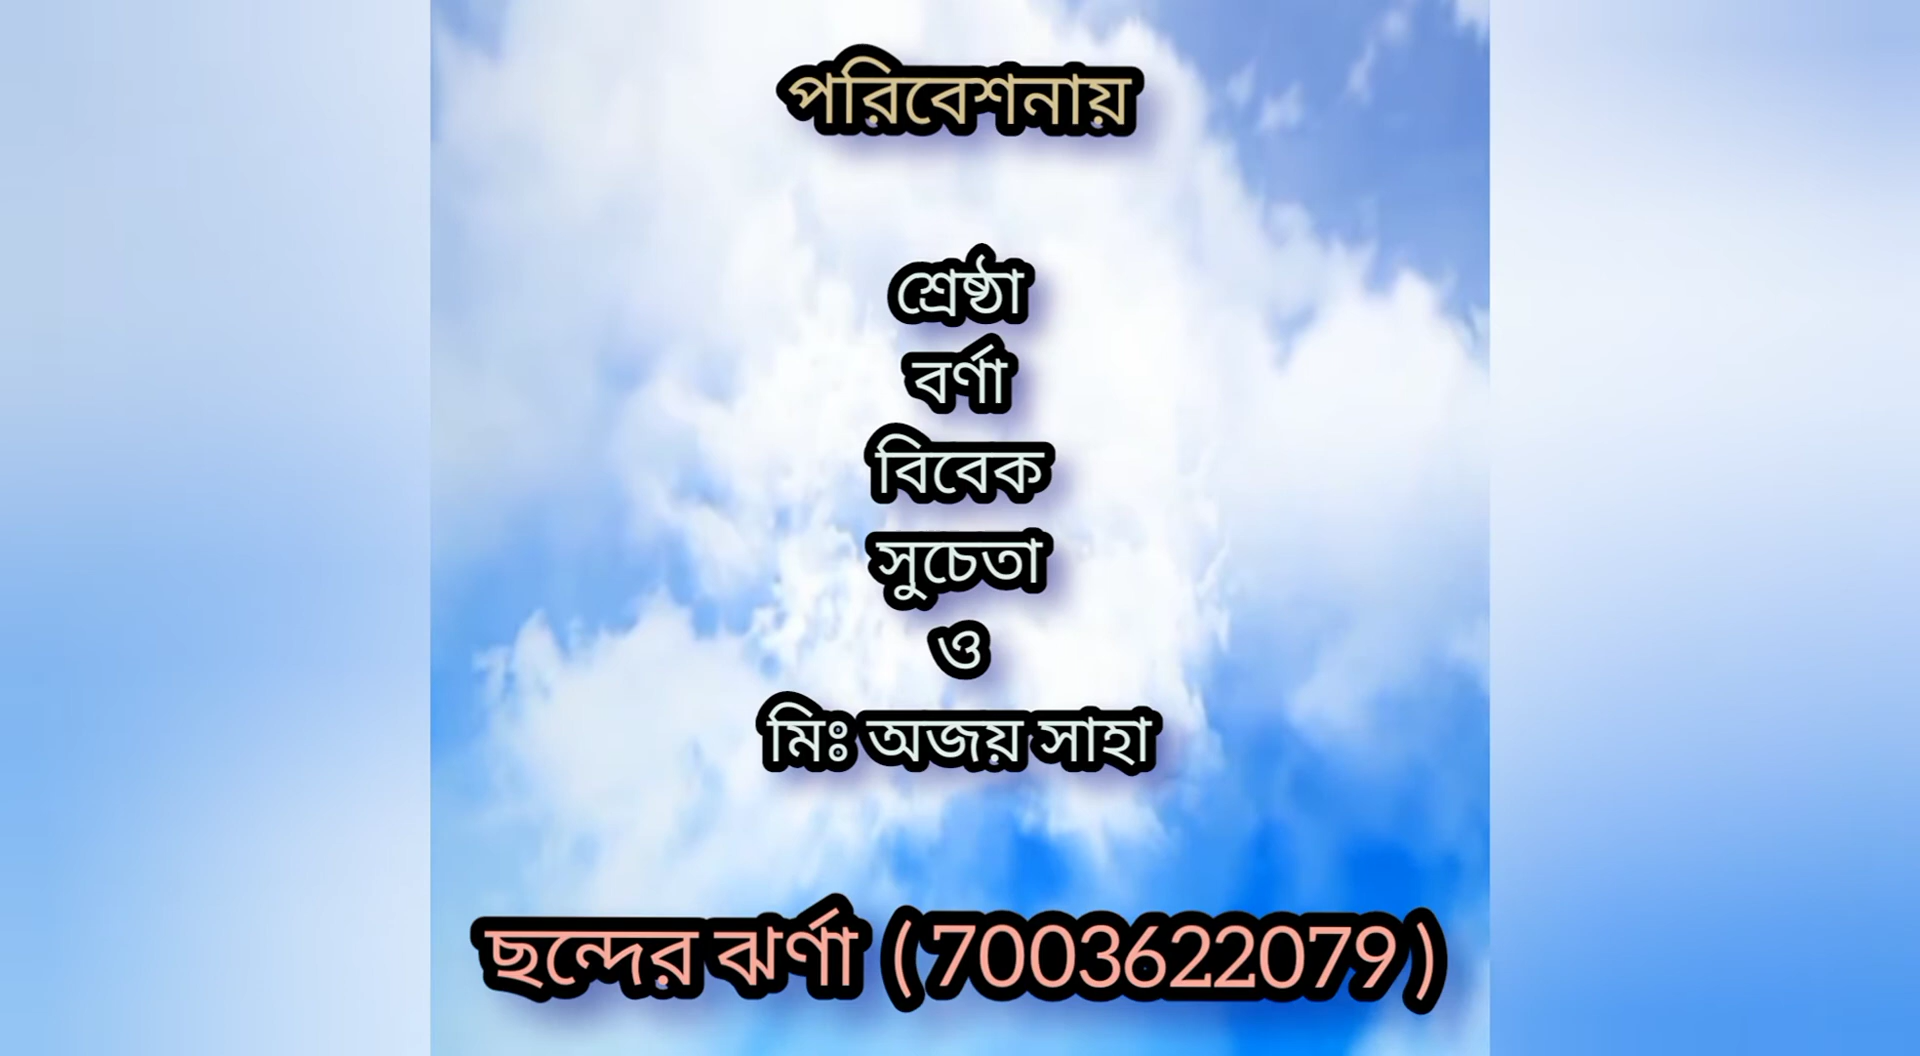 পরিবেশনায়
শ্রেষ্ঠা
বর্ণা
বিবেক
সুচেতা
ও
মিঃ অজয় সাহা
ছন্দের ঝর্ণা (7003622079)